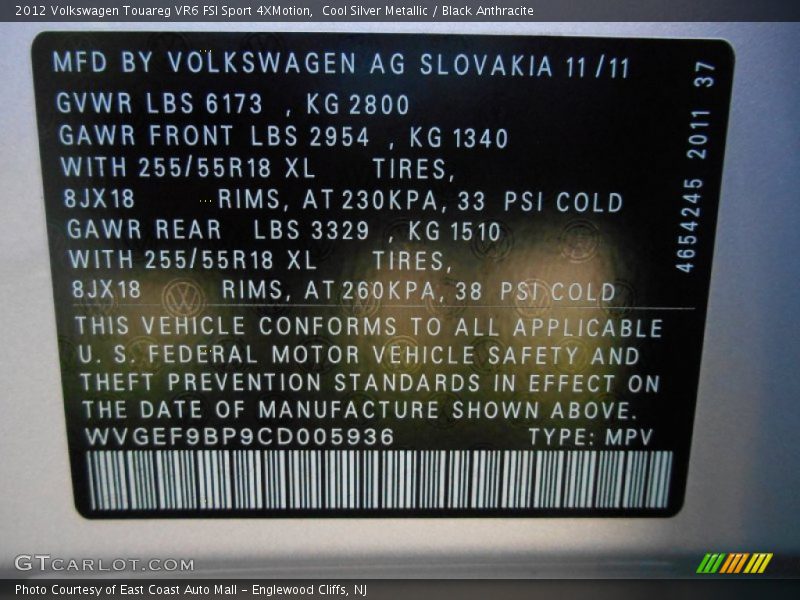 2012 Volkswagen Touareg VR6 FSI Sport 4XMotion,  Cool Silver Metallic / Black Anthracite
MFD BY VOLKSWAGEN AG SLOVAKIA 11/11
GVWR LBS 6173 , KG 2800
GAWR FRONT LBS 2954 , KG 1340
WITH 255/55R18 XL TIRES,
8JX18 RIMS, AT 230KPA, 33 PSI COLD
GAWR REAR LBS 3329 , KG 1510
WITH 255/55R18 XL TIRES,
8JX18 RIMS, AT 260KPA, 38 PSI COLD
THIS VEHICLE CONFORMS TO ALL APPLICABLE
U. S. FEDERAL MOTOR VEHICLE SAFETY AND
THEFT PREVENTION STANDARDS IN EFFECT ON
THE DATE OF MANUFACTURE SHOWN ABOVE.
WVGEF9BP9CD005936 TYPE: MPV
4654245 2011 37
GTCARLOT.COM
Photo Courtesy of East Coast Auto Mall - Englewood Cliffs, NJ